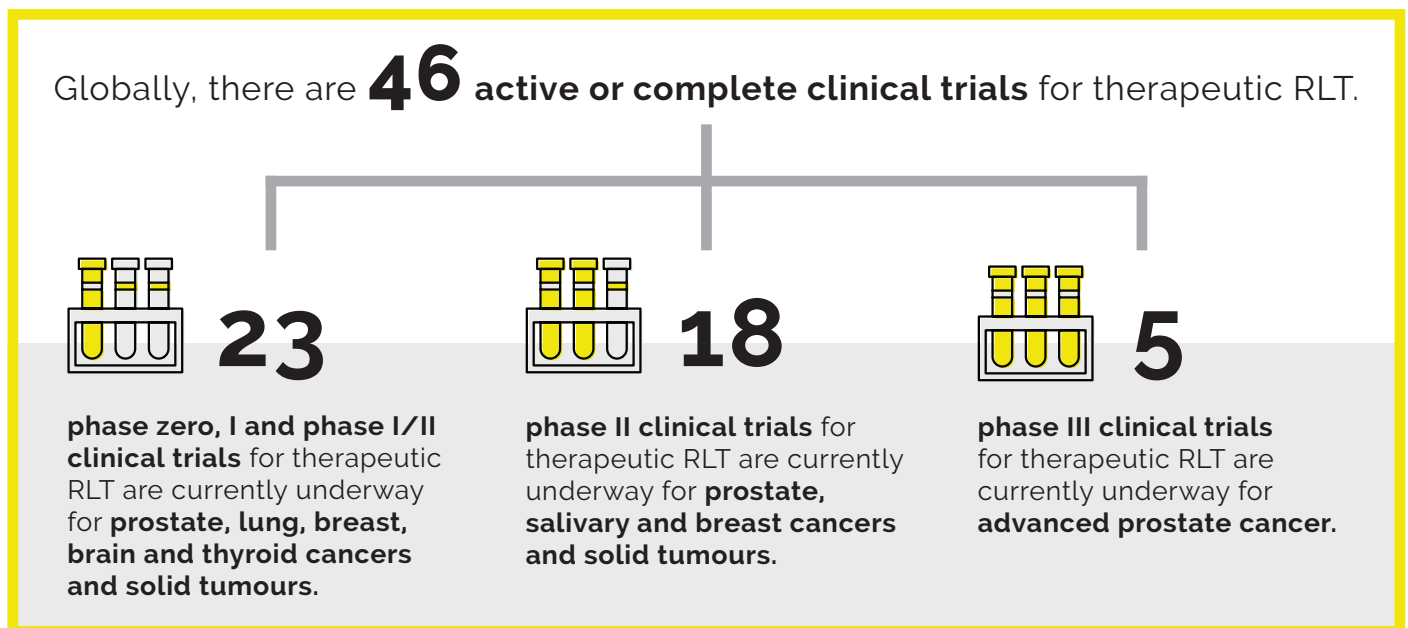 Globally, there are 46 active or complete clinical trials for therapeutic RLT.
23
phase zero, I and phase I/II
clinical trials for therapeutic
RLT are currently underway
for prostate, lung, breast,
brain and thyroid cancers
and solid tumours.
18
phase II clinical trials for
therapeutic RLT are currently
underway for prostate,
salivary and breast cancers
and solid tumours.
5
phase III clinical trials
for therapeutic RLT are
currently underway for
advanced prostate cancer.